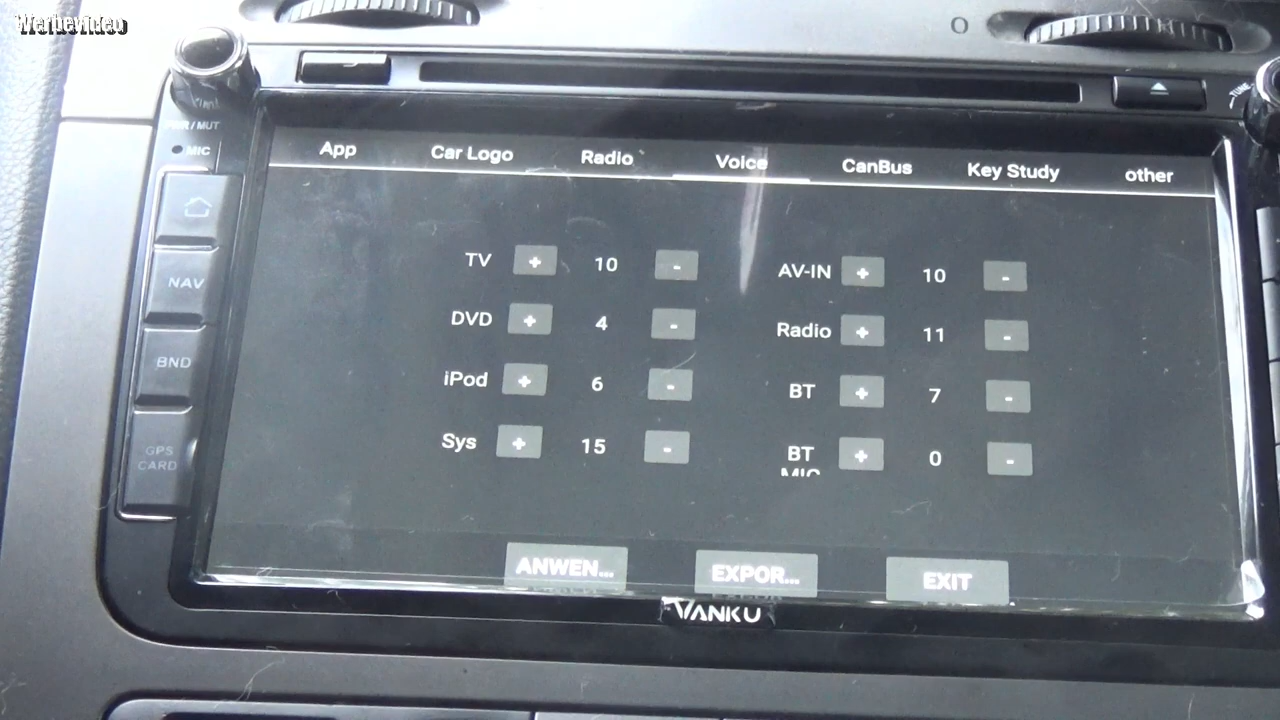 Werbevideo
O
PWR / MUT
MIC
TUNE
App Car Logo Radio Voice CanBus Key Study other
NAV
BND
GPS
CARD
TV + 10 - AV-IN + 10 -
DVD + 4 - Radio + 11 -
iPod + 6 - BT + 7 -
Sys + 15 - BT MIC + 0 -
ANWEN... EXPOR... EXIT
VANKU